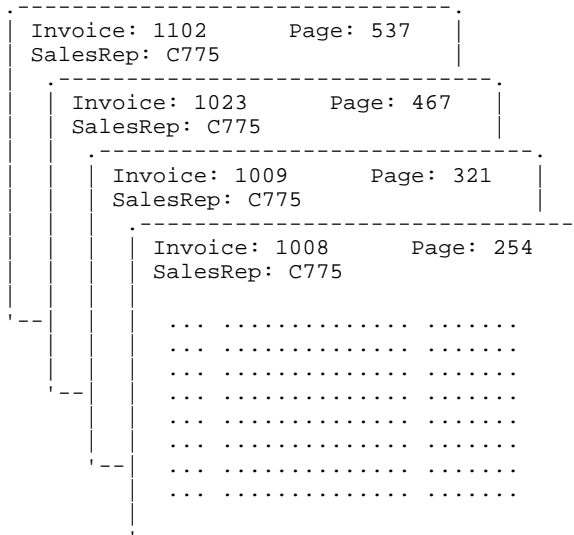 Invoice: 1102 Page: 537
SalesRep: C775
Invoice: 1023 Page: 467
SalesRep: C775
Invoice: 1009 Page: 321
SalesRep: C775
Invoice: 1008 Page: 254
SalesRep: C775
... .............. .......
... .............. .......
... .............. .......
... .............. .......
... .............. .......
... .............. .......
... .............. .......
... .............. .......